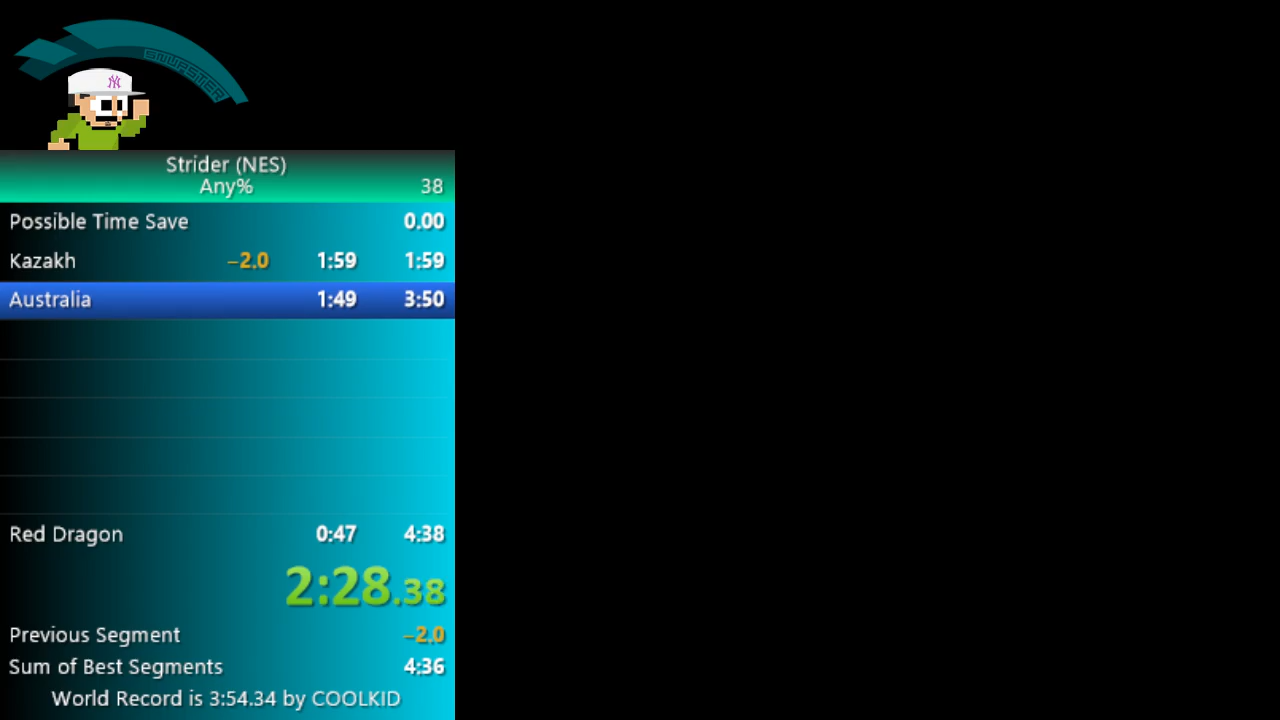 STUPSTER
NY
Strider (NES)
Any% 38
Possible Time Save 0.00
Kazakh −2.0 1:59 1:59
Australia 1:49 3:50
Red Dragon 0:47 4:38
2:28.38
Previous Segment −2.0
Sum of Best Segments 4:36
World Record is 3:54.34 by COOLKID